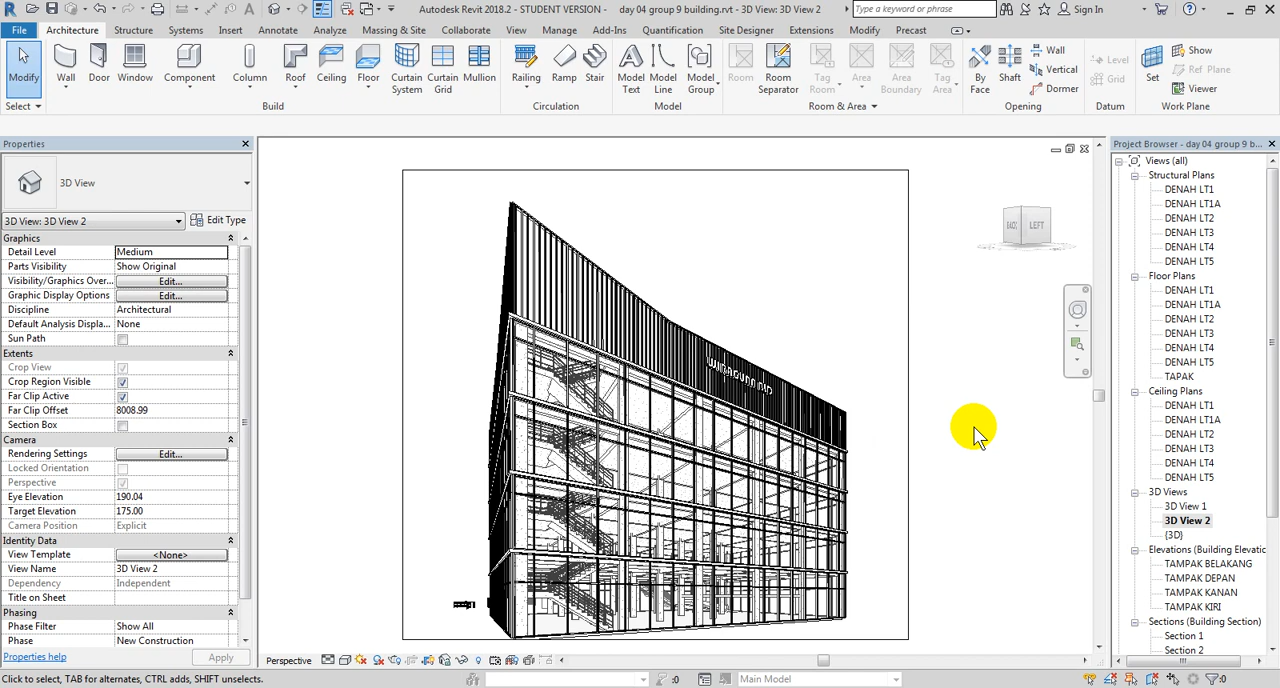 Autodesk Revit 2018.2 - STUDENT VERSION - day 04 group 9 building.rvt - 3D View: 3D View 2
Type a keyword or phrase
Sign In
File Architecture Structure Systems Insert Annotate Analyze Massing & Site Collaborate View Manage Add-Ins Quantification Site Designer Extensions Modify Precast
Modify
Wall
Door
Window
Component
Column
Roof
Ceiling
Floor
Curtain System
Curtain Grid
Mullion
Railing
Ramp
Stair
Model Text
Model Line
Model Group
Room
Room Separator
Tag Room
Area
Area Boundary
Tag Area
By Face
Shaft
Wall
Vertical
Dormer
Level
Grid
Set
Show
Ref Plane
Viewer
Select Build Circulation Model Room & Area Opening Datum Work Plane
Properties
3D View
3D View: 3D View 2
Edit Type
Graphics
Detail Level Medium
Parts Visibility Show Original
Visibility/Graphics Over... Edit...
Graphic Display Options Edit...
Discipline Architectural
Default Analysis Displa... None
Sun Path
Extents
Crop View
Crop Region Visible
Far Clip Active
Far Clip Offset 8008.99
Section Box
Camera
Rendering Settings Edit...
Locked Orientation
Perspective
Eye Elevation 190.04
Target Elevation 175.00
Camera Position Explicit
Identity Data
View Template <None>
View Name 3D View 2
Dependency Independent
Title on Sheet
Phasing
Phase Filter Show All
Phase New Construction
Properties help
Apply
BACK
LEFT
Perspective
Project Browser - day 04 group 9 b...
Views (all)
Structural Plans
DENAH LT1
DENAH LT1A
DENAH LT2
DENAH LT3
DENAH LT4
DENAH LT5
Floor Plans
DENAH LT1
DENAH LT1A
DENAH LT2
DENAH LT3
DENAH LT4
DENAH LT5
TAPAK
Ceiling Plans
DENAH LT1
DENAH LT1A
DENAH LT2
DENAH LT3
DENAH LT4
DENAH LT5
3D Views
3D View 1
3D View 2
{3D}
Elevations (Building Elevatic
TAMPAK BELAKANG
TAMPAK DEPAN
TAMPAK KANAN
TAMPAK KIRI
Sections (Building Section)
Section 1
Section 2
Click to select, TAB for alternates, CTRL adds, SHIFT unselects.
:0
Main Model
:0